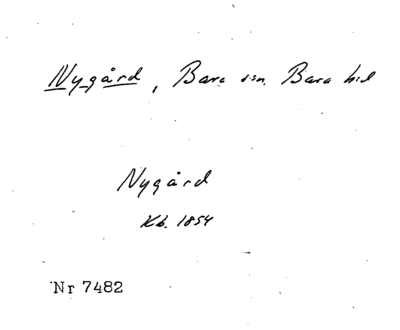 Nygård, Bara sn. Bara hd
Nygård
Kb. 1854
Nr 7482